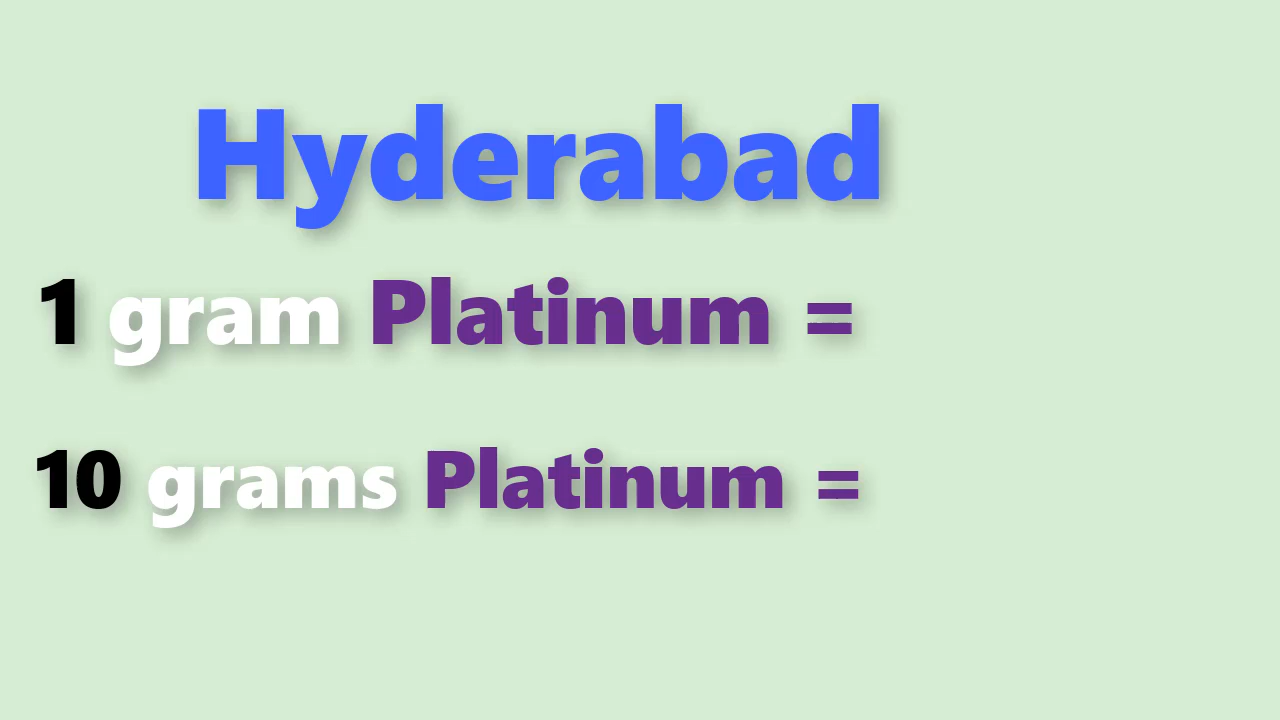 Hyderabad
1 gram Platinum =
10 grams Platinum =